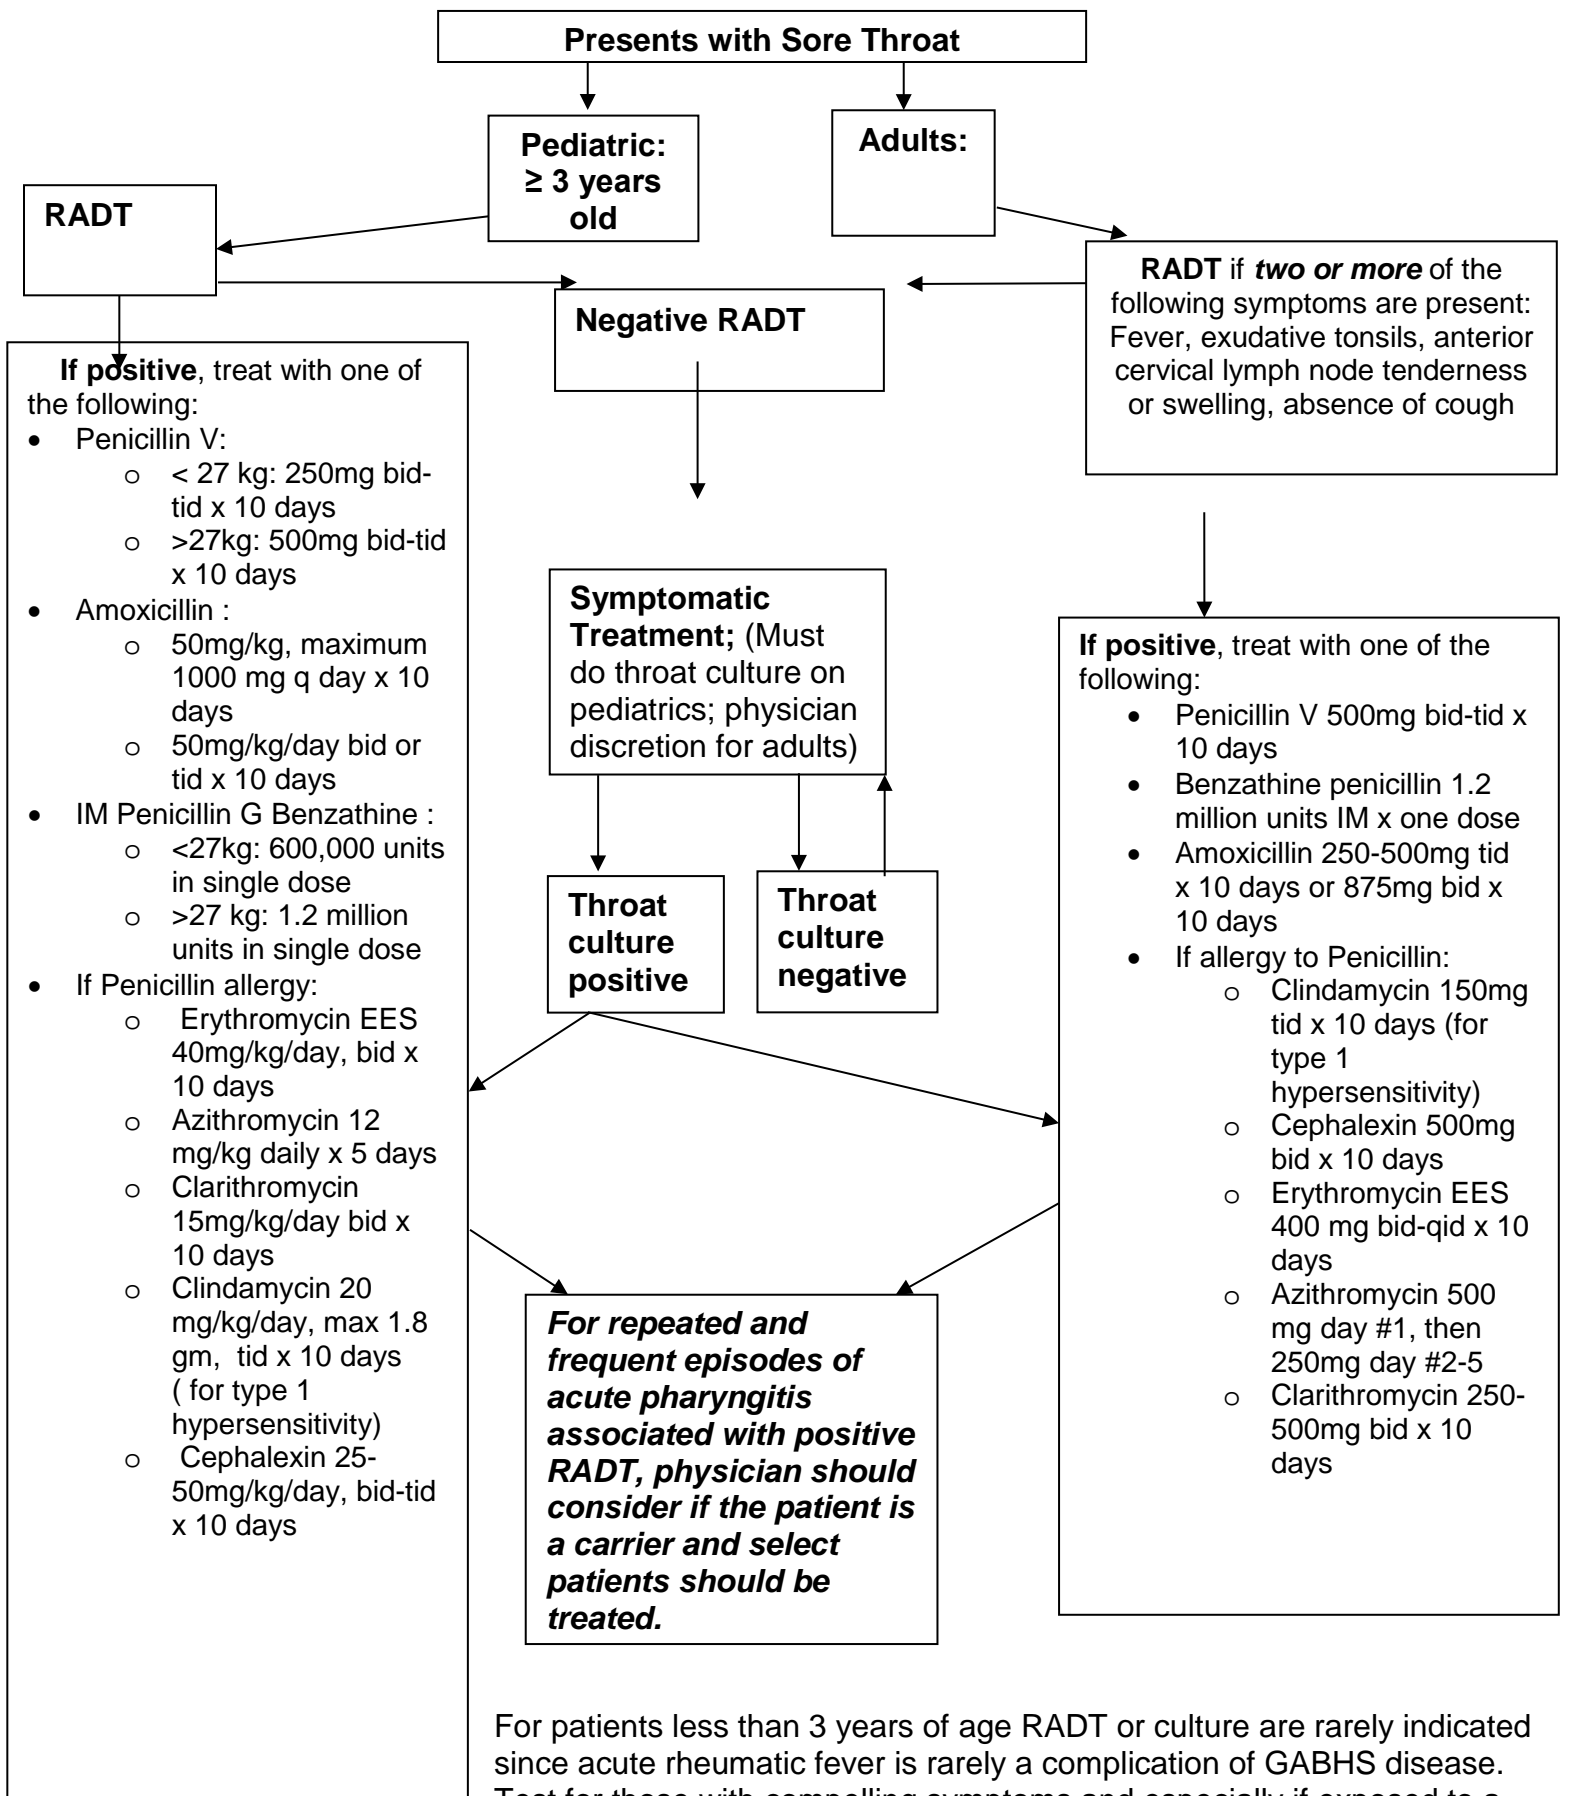 Presents with Sore Throat
Pediatric:
≥ 3 years
old
Adults:
RADT
RADT if two or more of the
following symptoms are present:
Fever, exudative tonsils, anterior
cervical lymph node tenderness
or swelling, absence of cough
Negative RADT
If positive, treat with one of
the following:
• Penicillin V:
o < 27 kg: 250mg bid-
tid x 10 days
o >27kg: 500mg bid-tid
x 10 days
• Amoxicillin :
o 50mg/kg, maximum
1000 mg q day x 10
days
o 50mg/kg/day bid or
tid x 10 days
• IM Penicillin G Benzathine :
o <27kg: 600,000 units
in single dose
o >27 kg: 1.2 million
units in single dose
• If Penicillin allergy:
o Erythromycin EES
40mg/kg/day, bid x
10 days
o Azithromycin 12
mg/kg daily x 5 days
o Clarithromycin
15mg/kg/day bid x
10 days
o Clindamycin 20
mg/kg/day, max 1.8
gm, tid x 10 days
( for type 1
hypersensitivity)
o Cephalexin 25-
50mg/kg/day, bid-tid
x 10 days
Symptomatic
Treatment; (Must
do throat culture on
pediatrics; physician
discretion for adults)
Throat
culture
positive
Throat
culture
negative
If positive, treat with one of the
following:
• Penicillin V 500mg bid-tid x
10 days
• Benzathine penicillin 1.2
million units IM x one dose
• Amoxicillin 250-500mg tid
x 10 days or 875mg bid x
10 days
• If allergy to Penicillin:
o Clindamycin 150mg
tid x 10 days (for
type 1
hypersensitivity)
o Cephalexin 500mg
bid x 10 days
o Erythromycin EES
400 mg bid-qid x 10
days
o Azithromycin 500
mg day #1, then
250mg day #2-5
o Clarithromycin 250-
500mg bid x 10
days
For repeated and
frequent episodes of
acute pharyngitis
associated with positive
RADT, physician should
consider if the patient is
a carrier and select
patients should be
treated.
For patients less than 3 years of age RADT or culture are rarely indicated
since acute rheumatic fever is rarely a complication of GABHS disease.
Test for those with compelling symptoms and especially if exposed to a